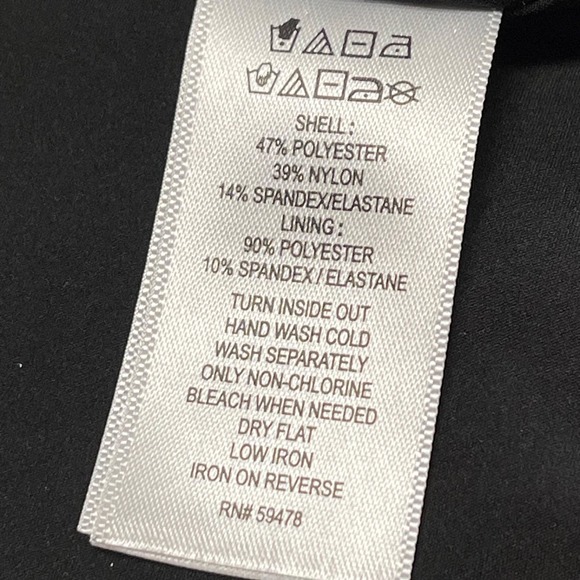 SHELL:
47% POLYESTER
39% NYLON
14% SPANDEX/ELASTANE
LINING:
90% POLYESTER
10% SPANDEX/ELASTANE
TURN INSIDE OUT
HAND WASH COLD
WASH SEPARATELY
ONLY NON-CHLORINE
BLEACH WHEN NEEDED
DRY FLAT
LOW IRON
IRON ON REVERSE
RN# 59478